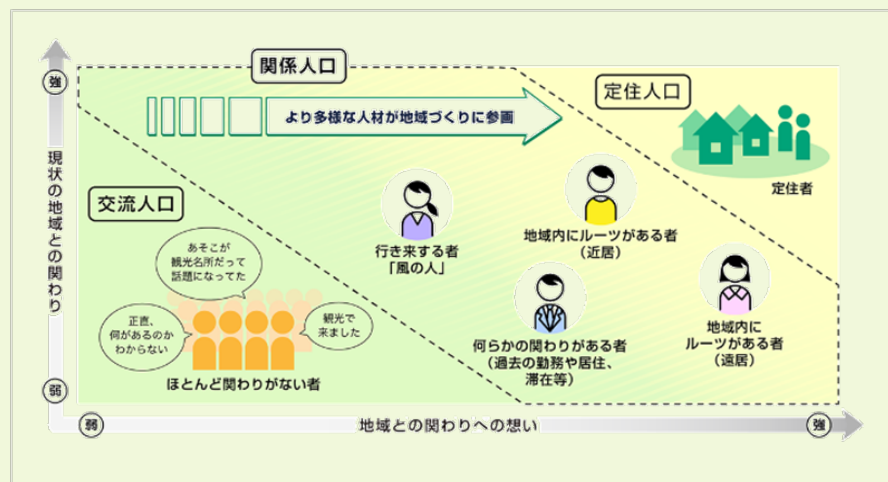 関係人口
より多様な人材が地域づくりに参画
定住人口
定住者
交流人口
あそこが
観光名所だって
話題になってた
正直、
何があるのか
わからない
観光で
来ました
ほとんど関わりがない者
行き来する者
「風の人」
地域内にルーツがある者
（近居）
何らかの関わりがある者
（過去の勤務や居住、
滞在等）
地域内に
ルーツがある者
（遠居）
強
現状の地域との関わり
弱
弱
地域との関わりへの想い
強